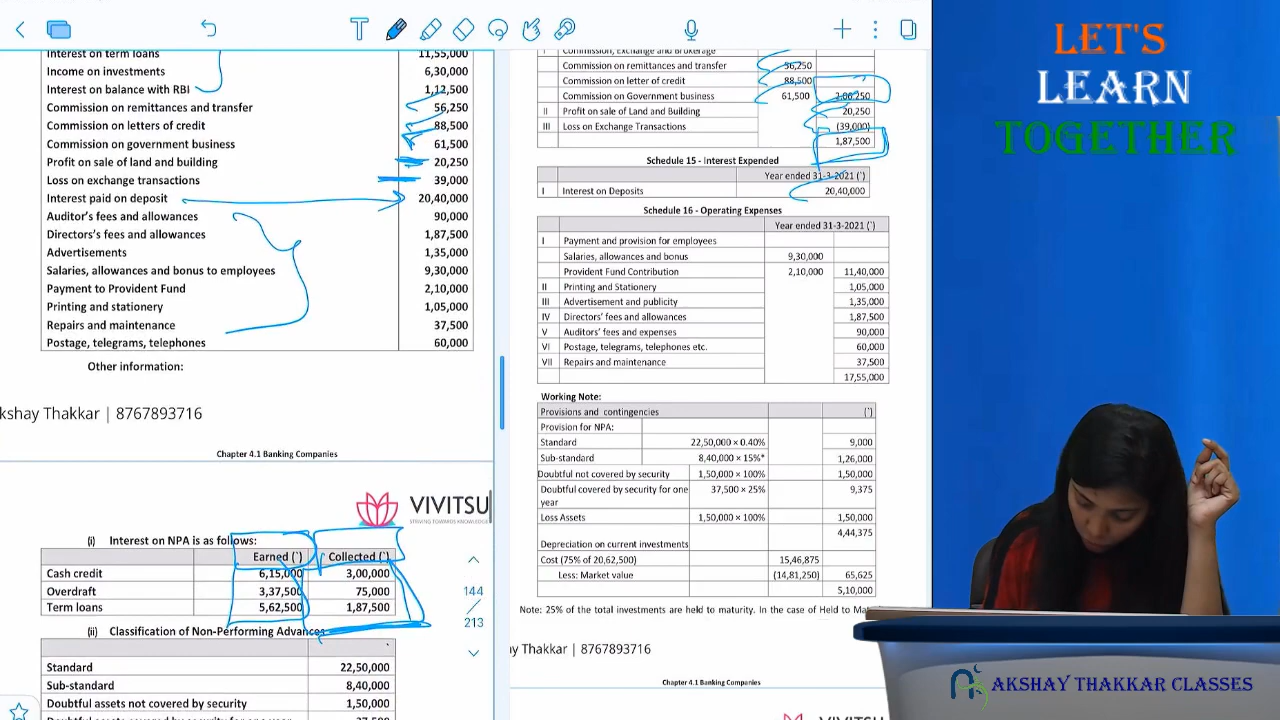 Interest on term loans 11,55,000
Income on investments 6,30,000
Interest on balance with RBI 1,12,500
Commission on remittances and transfer 56,250
Commission on letters of credit 88,500
Commission on government business 61,500
Profit on sale of land and building 20,250
Loss on exchange transactions 39,000
Interest paid on deposit 20,40,000
Auditor's fees and allowances 90,000
Directors's fees and allowances 1,87,500
Advertisements 1,35,000
Salaries, allowances and bonus to employees 9,30,000
Payment to Provident Fund 2,10,000
Printing and stationery 1,05,000
Repairs and maintenance 37,500
Postage, telegrams, telephones 60,000
Other information:
kshay Thakkar | 8767893716
Chapter 4.1 Banking Companies
VIVITSU
STRIVING TOWARDS KNOWLEDGE
(i) Interest on NPA is as follows:
Earned (`) Collected (`)
Cash credit 6,15,000 3,00,000
Overdraft 3,37,500 75,000
Term loans 5,62,500 1,87,500
(ii) Classification of Non-Performing Advances
Standard 22,50,000
Sub-standard 8,40,000
Doubtful assets not covered by security 1,50,000
Doubtful assets covered by security for one year 37,500
144
213
I Commission, Exchange and Brokerage
Commission on remittances and transfer 56,250
Commission on letter of credit 88,500
Commission on Government business 61,500 2,06,250
II Profit on sale of Land and Building 20,250
III Loss on Exchange Transactions (39,000)
1,87,500
Schedule 15 - Interest Expended
Year ended 31-3-2021 (`)
I Interest on Deposits 20,40,000
Schedule 16 - Operating Expenses
Year ended 31-3-2021 (`)
I Payment and provision for employees
Salaries, allowances and bonus 9,30,000
Provident Fund Contribution 2,10,000 11,40,000
II Printing and Stationery 1,05,000
III Advertisement and publicity 1,35,000
IV Directors' fees and allowances 1,87,500
V Auditors' fees and expenses 90,000
VI Postage, telegrams, telephones etc. 60,000
VII Repairs and maintenance 37,500
17,55,000
Working Note:
Provisions and contingencies (`)
Provision for NPA:
Standard 22,50,000 × 0.40% 9,000
Sub-standard 8,40,000 × 15%* 1,26,000
Doubtful not covered by security 1,50,000 × 100% 1,50,000
Doubtful covered by security for one year 37,500 × 25% 9,375
Loss Assets 1,50,000 × 100% 1,50,000
4,44,375
Depreciation on current investments
Cost (75% of 20,62,500) 15,46,875
Less: Market value (14,81,250) 65,625
5,10,000
Note: 25% of the total investments are held to maturity. In the case of Held to Mat
y Thakkar | 8767893716
Chapter 4.1 Banking Companies
LET'S
LEARN
TOGETHER
AKSHAY THAKKAR CLASSES